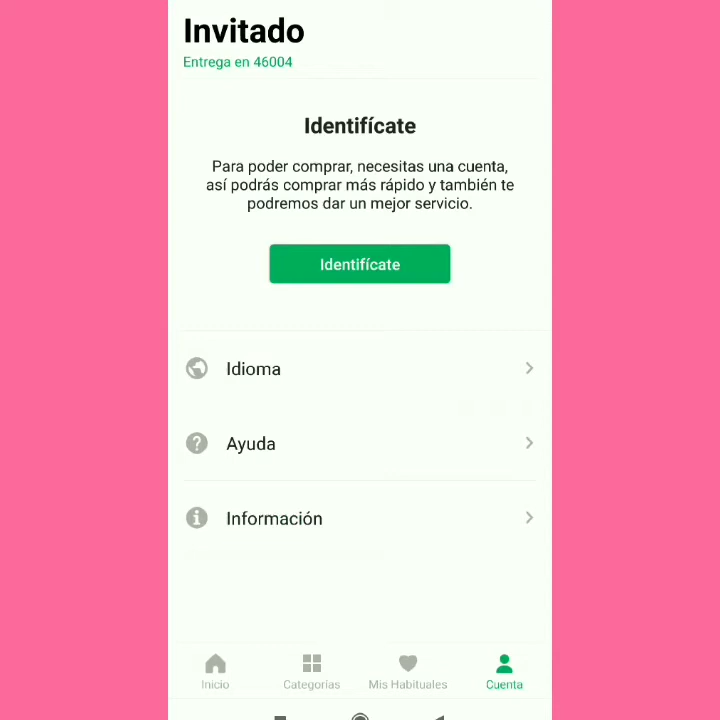 Invitado
Entrega en 46004
Identifícate
Para poder comprar, necesitas una cuenta,
así podrás comprar más rápido y también te
podremos dar un mejor servicio.
Identifícate
Idioma
Ayuda
Información
Inicio
Categorías
Mis Habituales
Cuenta